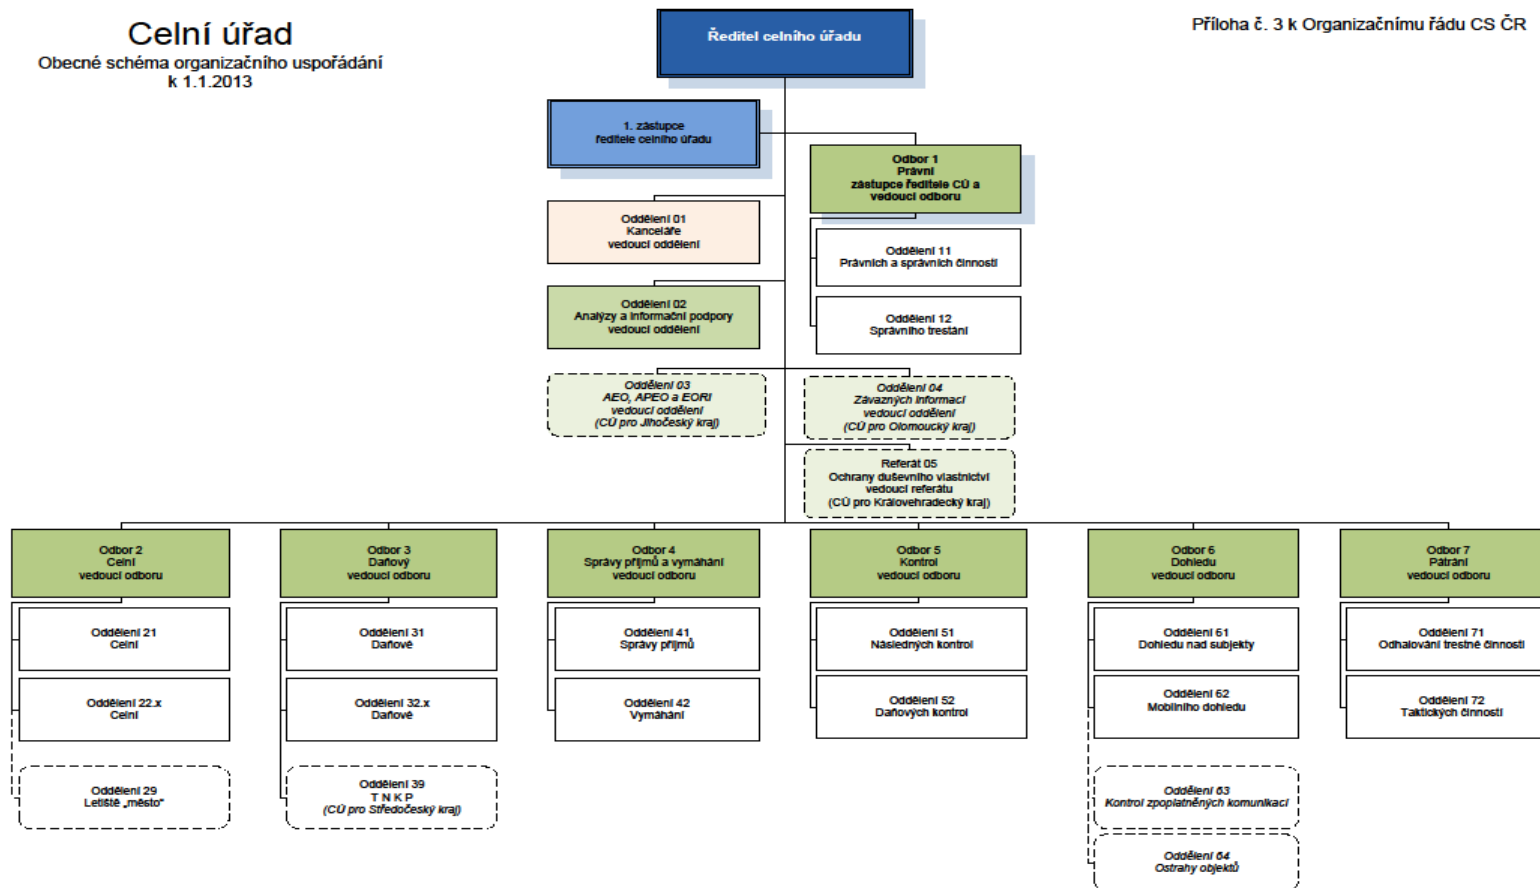 Celní úřad
Obecné schéma organizačního uspořádání
k 1.1.2013
Příloha č. 3 k Organizačnímu řádu CS ČR
Ředitel celního úřadu
1. zástupce
ředitele celního úřadu
Odbor 1
Právní
zástupce ředitele CÚ a
vedoucí odboru
Oddělení 01
Kanceláře
vedoucí oddělení
Oddělení 11
Právních a správních činností
Oddělení 02
Analýzy a informační podpory
vedoucí oddělení
Oddělení 12
Správního trestání
Oddělení 03
AEO, APEO a EORI
vedoucí oddělení
(CÚ pro Jihočeský kraj)
Oddělení 04
Závazných informací
vedoucí oddělení
(CÚ pro Olomoucký kraj)
Referát 05
Ochrany duševního vlastnictví
vedoucí referátu
(CÚ pro Královehradecký kraj)
Odbor 2
Celní
vedoucí odboru
Odbor 3
Daňový
vedoucí odboru
Odbor 4
Správy příjmů a vymáhání
vedoucí odboru
Odbor 5
Kontrol
vedoucí odboru
Odbor 6
Dohledu
vedoucí odboru
Odbor 7
Pátrání
vedoucí odboru
Oddělení 21
Celní
Oddělení 31
Daňové
Oddělení 41
Správy příjmů
Oddělení 51
Následných kontrol
Oddělení 61
Dohledu nad subjekty
Oddělení 71
Odhalování trestné činnosti
Oddělení 22.x
Celní
Oddělení 32.x
Daňové
Oddělení 42
Vymáhání
Oddělení 52
Daňových kontrol
Oddělení 62
Mobilního dohledu
Oddělení 72
Taktických činností
Oddělení 29
Letiště „město“
Oddělení 39
T N K P
(CÚ pro Středočeský kraj)
Oddělení 63
Kontrol zpoplatněných komunikací
Oddělení 64
Ostrahy objektů